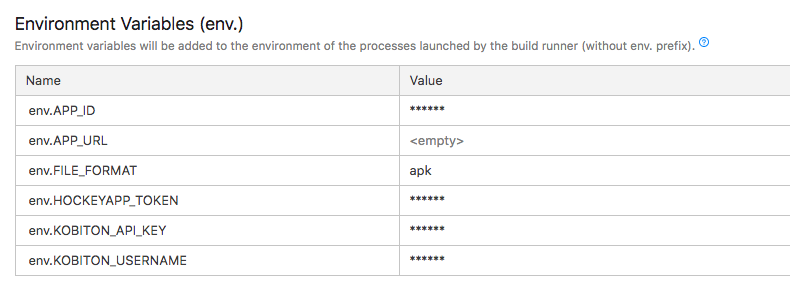 Environment Variables (env.)
Environment variables will be added to the environment of the processes launched by the build runner (without env. prefix). ?
Name Value
env.APP_ID ******
env.APP_URL <empty>
env.FILE_FORMAT apk
env.HOCKEYAPP_TOKEN ******
env.KOBITON_API_KEY ******
env.KOBITON_USERNAME ******